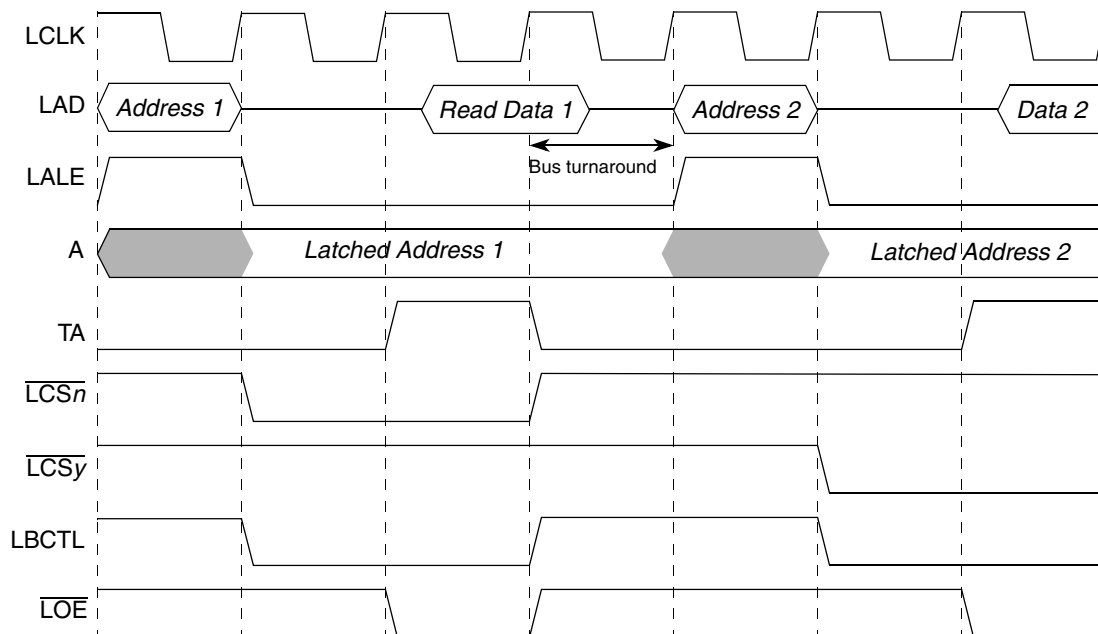 LCLK
LAD
Address 1
Read Data 1
Address 2
Data 2
Bus turnaround
LALE
A
Latched Address 1
Latched Address 2
TA
LCSn
LCSy
LBCTL
LOE